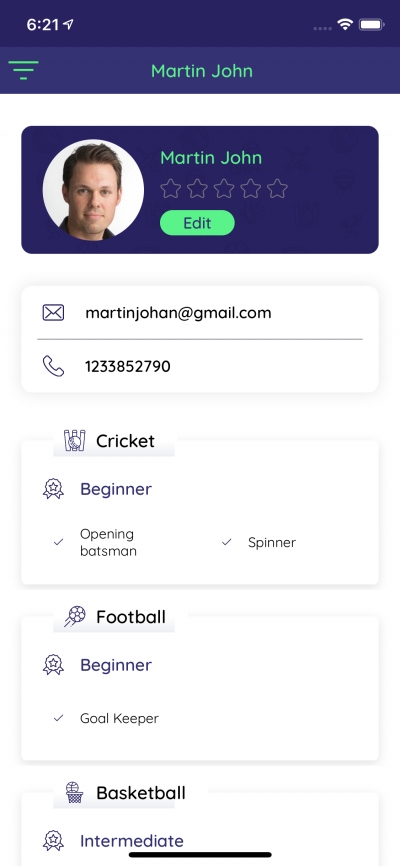 6:21
Martin John
Martin John
Edit
martinjohan@gmail.com
1233852790
Cricket
Beginner
Opening
batsman
Spinner
Football
Beginner
Goal Keeper
Basketball
Intermediate